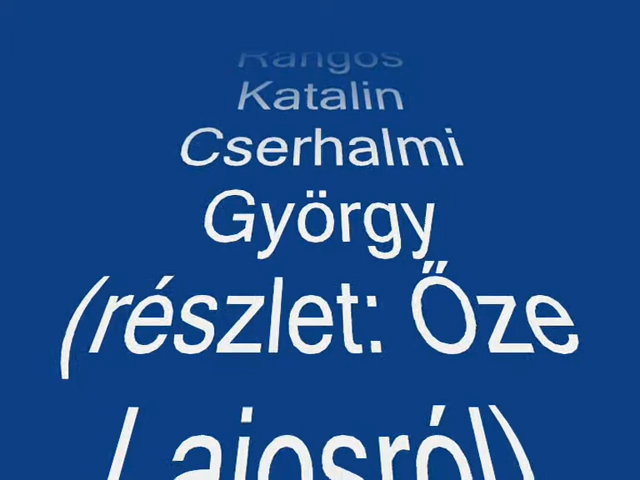 Rangos
Katalin
Cserhalmi
György
(részlet: Őze
Lajosról)